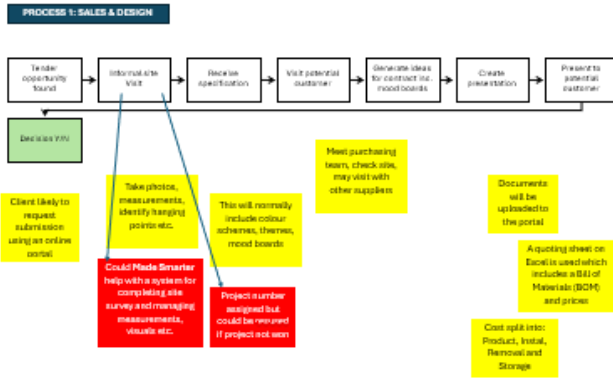 PROCESS 1: SALES & DESIGN
Tender
opportunity
found
Informal site
Visit
Receive
specification
Visit potential
customer
Generate ideas
for contract inc.
mood boards
Create
presentation
Present to
potential
customer
Decision Y/N
Client likely to
request
submission
using an online
portal
Take photos,
measurements,
identify hanging
points etc.
This will normally
include colour
schemes, themes,
mood boards
Meet purchasing
team, check site,
may visit with
other suppliers
Documents
will be
uploaded to
the portal
A quoting sheet on
Excel is used which
includes a Bill of
Materials (BOM)
and prices
Could Made Smarter
help with a system for
completing site
survey and managing
measurements,
visuals etc.
Project number
assigned but
could be
if project not won
Cost split into:
Product, Instal,
Removal and
Storage